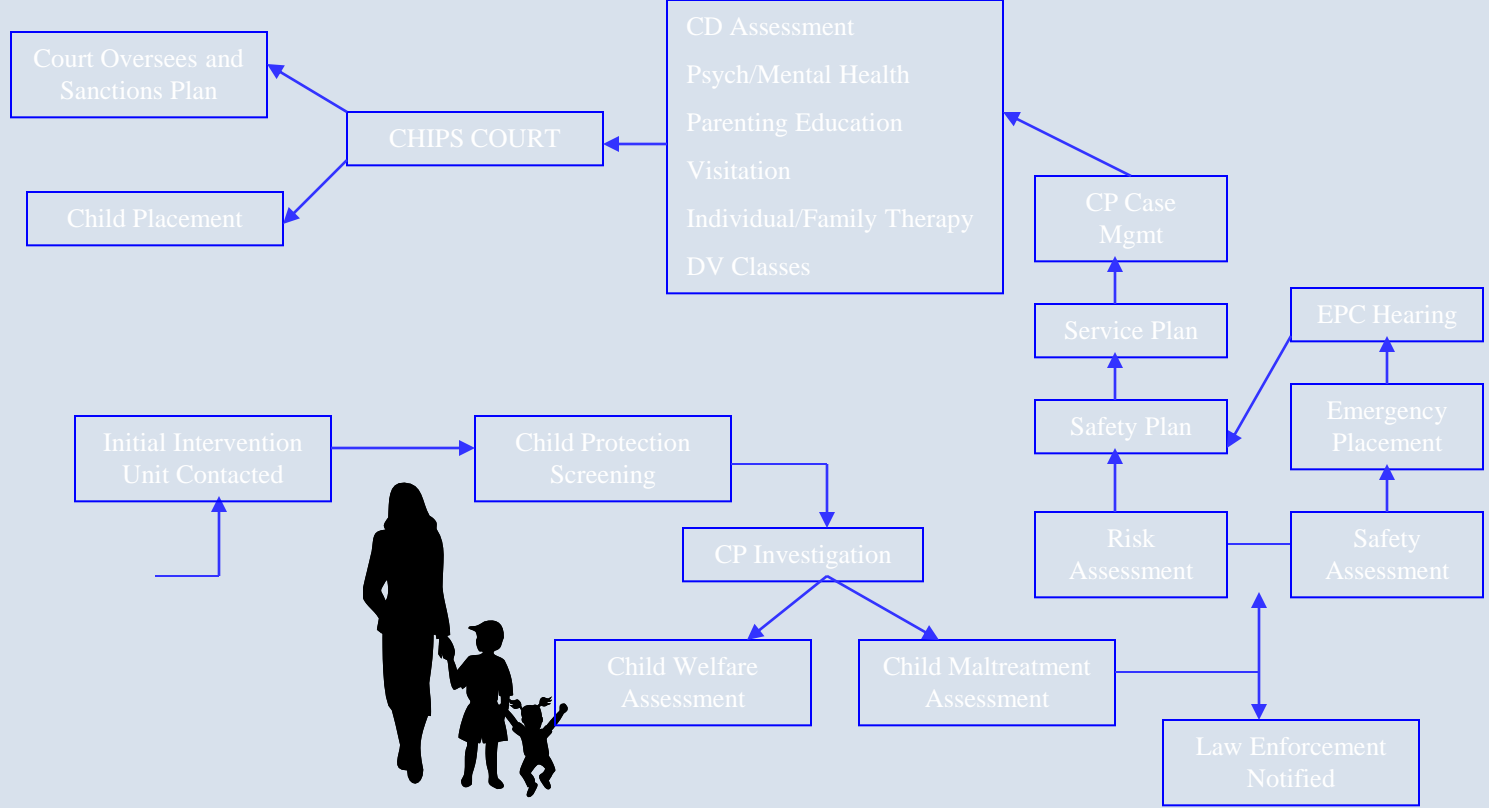 Court Oversees and
Sanctions Plan
CHIPS COURT
Child Placement
CD Assessment
Psych/Mental Health
Parenting Education
Visitation
Individual/Family Therapy
DV Classes
CP Case
Mgmt
Service Plan
EPC Hearing
Safety Plan
Emergency
Placement
Initial Intervention
Unit Contacted
Child Protection
Screening
CP Investigation
Risk
Assessment
Safety
Assessment
Child Welfare
Assessment
Child Maltreatment
Assessment
Law Enforcement
Notified